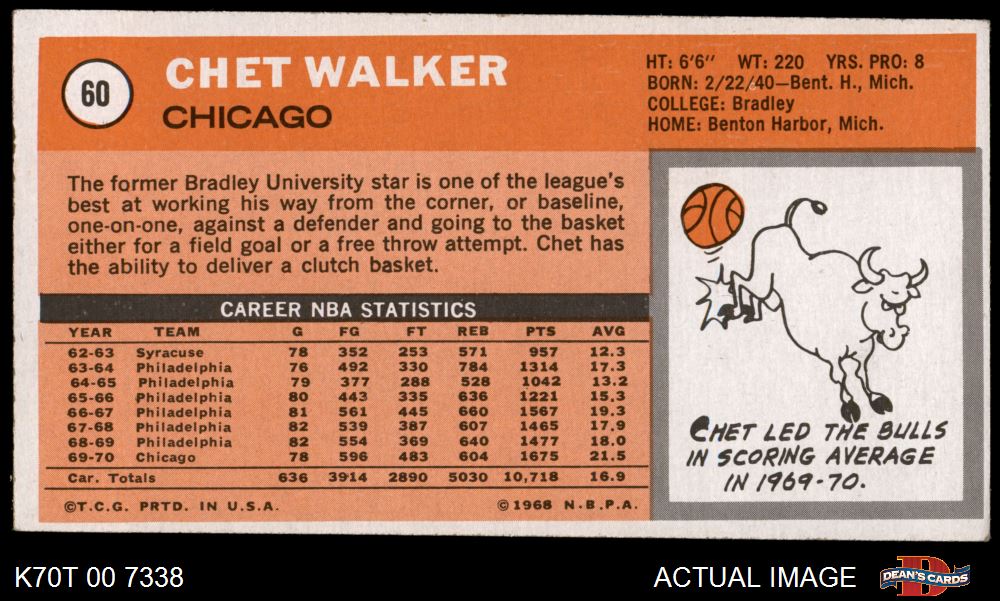 60
CHET WALKER
CHICAGO
HT: 6'6" WT: 220 YRS. PRO: 8
BORN: 2/22/40—Bent. H., Mich.
COLLEGE: Bradley
HOME: Benton Harbor, Mich.
The former Bradley University star is one of the league's
best at working his way from the corner, or baseline,
one-on-one, against a defender and going to the basket
either for a field goal or a free throw attempt. Chet has
the ability to deliver a clutch basket.
CAREER NBA STATISTICS
YEAR TEAM G FG FT REB PTS AVG
62-63 Syracuse 78 352 253 571 957 12.3
63-64 Philadelphia 76 492 330 784 1314 17.3
64-65 Philadelphia 79 377 288 528 1042 13.2
65-66 Philadelphia 80 443 335 636 1221 15.3
66-67 Philadelphia 81 561 445 660 1567 19.3
67-68 Philadelphia 82 539 387 607 1465 17.9
68-69 Philadelphia 82 554 369 640 1477 18.0
69-70 Chicago 78 596 483 604 1675 21.5
Car. Totals 636 3914 2890 5030 10,718 16.9
©T.C.G. PRTD. IN U.S.A. ©1968 N.B.P.A.
CHET LED THE BULLS
IN SCORING AVERAGE
IN 1969-70.
K70T 00 7338
ACTUAL IMAGE
D
DEAN'S CARDS